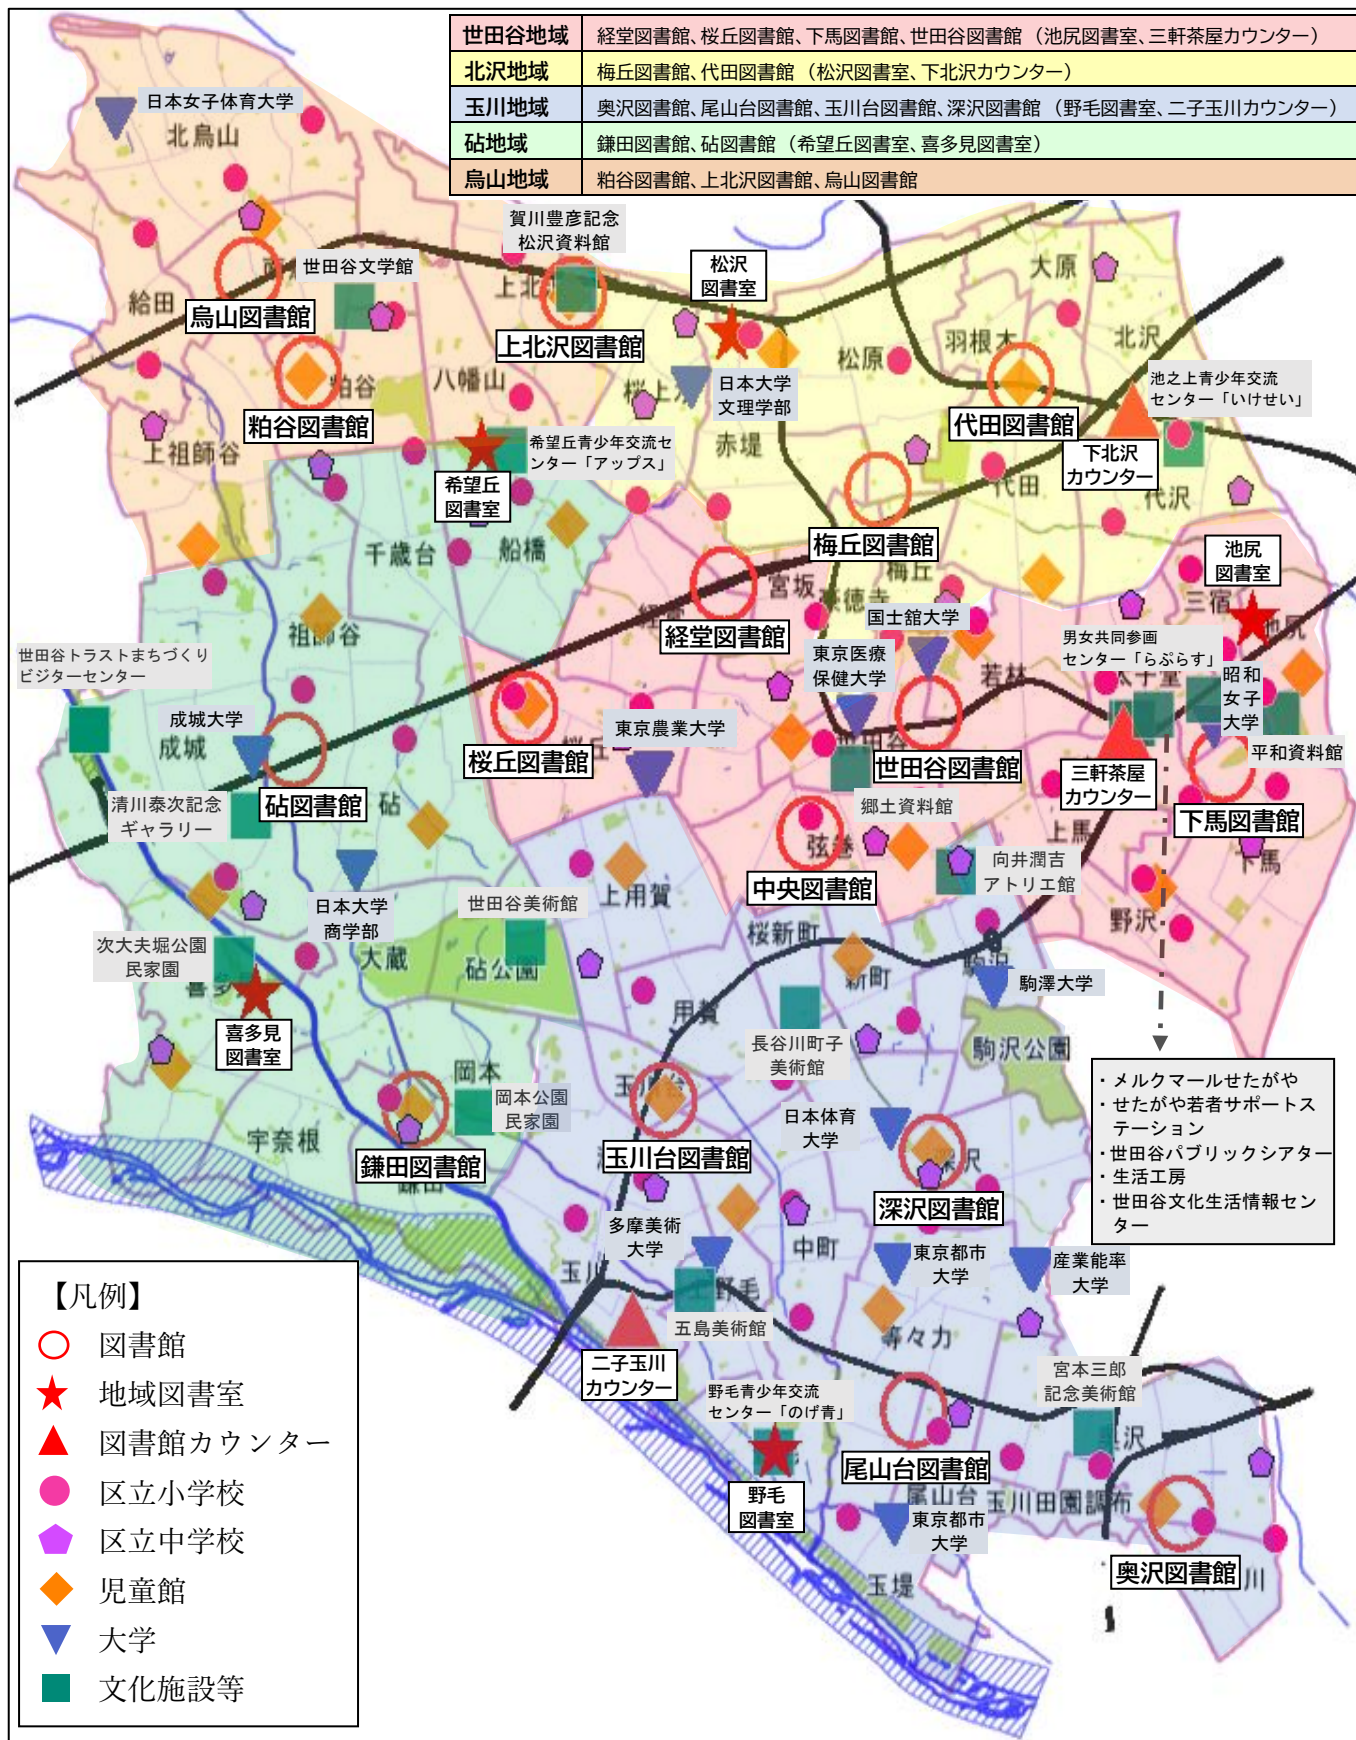 世田谷地域 経堂図書館、桜丘図書館、下馬図書館、世田谷図書館（池尻図書室、三軒茶屋カウンター）
北沢地域 梅丘図書館、代田図書館（松沢図書室、下北沢カウンター）
玉川地域 奥沢図書館、尾山台図書館、玉川台図書館、深沢図書館（野毛図書室、二子玉川カウンター）
砧地域 鎌田図書館、砧図書館（希望丘図書室、喜多見図書室）
烏山地域 粕谷図書館、上北沢図書館、烏山図書館
日本女子体育大学
北烏山
賀川豊彦記念
松沢資料館
世田谷文学館
給田
烏山図書館
上北沢図書館
松沢
図書室
大原
北沢
羽根木
松原
粕谷
八幡山
粕谷図書館
上祖師谷
日本大学
文理学部
赤堤
代田図書館
池之上青少年交流
センター「いけせい」
下北沢
カウンター
代田
代沢
希望丘青少年交流セ
ンター「アップス」
希望丘
図書室
千歳台
船橋
梅丘図書館
梅丘
宮坂
豪徳寺
経堂図書館
池尻
図書室
三宿
池尻
祖師谷
国士舘大学
東京医療
保健大学
若林
男女共同参画
センター「らぷらす」
太子堂
昭和
女子
大学
平和資料館
世田谷トラストまちづくり
ビジターセンター
成城大学
成城
砧図書館
桜丘図書館
東京農業大学
世田谷図書館
三軒茶屋
カウンター
下馬図書館
下馬
清川泰次記念
ギャラリー
砧
郷土資料館
弦巻
中央図書館
上馬
向井潤吉
アトリエ館
野沢
日本大学
商学部
世田谷美術館
上用賀
桜新町
新町
駒沢
駒澤大学
次大夫堀公園
民家園
大蔵
砧公園
用賀
喜多見
図書室
長谷川町子
美術館
駒沢公園
岡本
岡本公園
民家園
玉川台
玉川台図書館
日本体育
大学
深沢
深沢図書館
宇奈根
鎌田図書館
鎌田
・メルクマールせたがや
・せたがや若者サポートス
テーション
・世田谷パブリックシアター
・生活工房
・世田谷文化生活情報セン
ター
多摩美術
大学
中町
東京都市
大学
産業能率
大学
玉川
上野毛
五島美術館
等々力
二子玉川
カウンター
野毛青少年交流
センター「のげ青」
野毛
図書室
宮本三郎
記念美術館
奥沢
尾山台図書館
尾山台
玉川田園調布
東京都市
大学
奥沢図書館
玉堤
【凡例】
図書館
地域図書室
図書館カウンター
区立小学校
区立中学校
児童館
大学
文化施設等